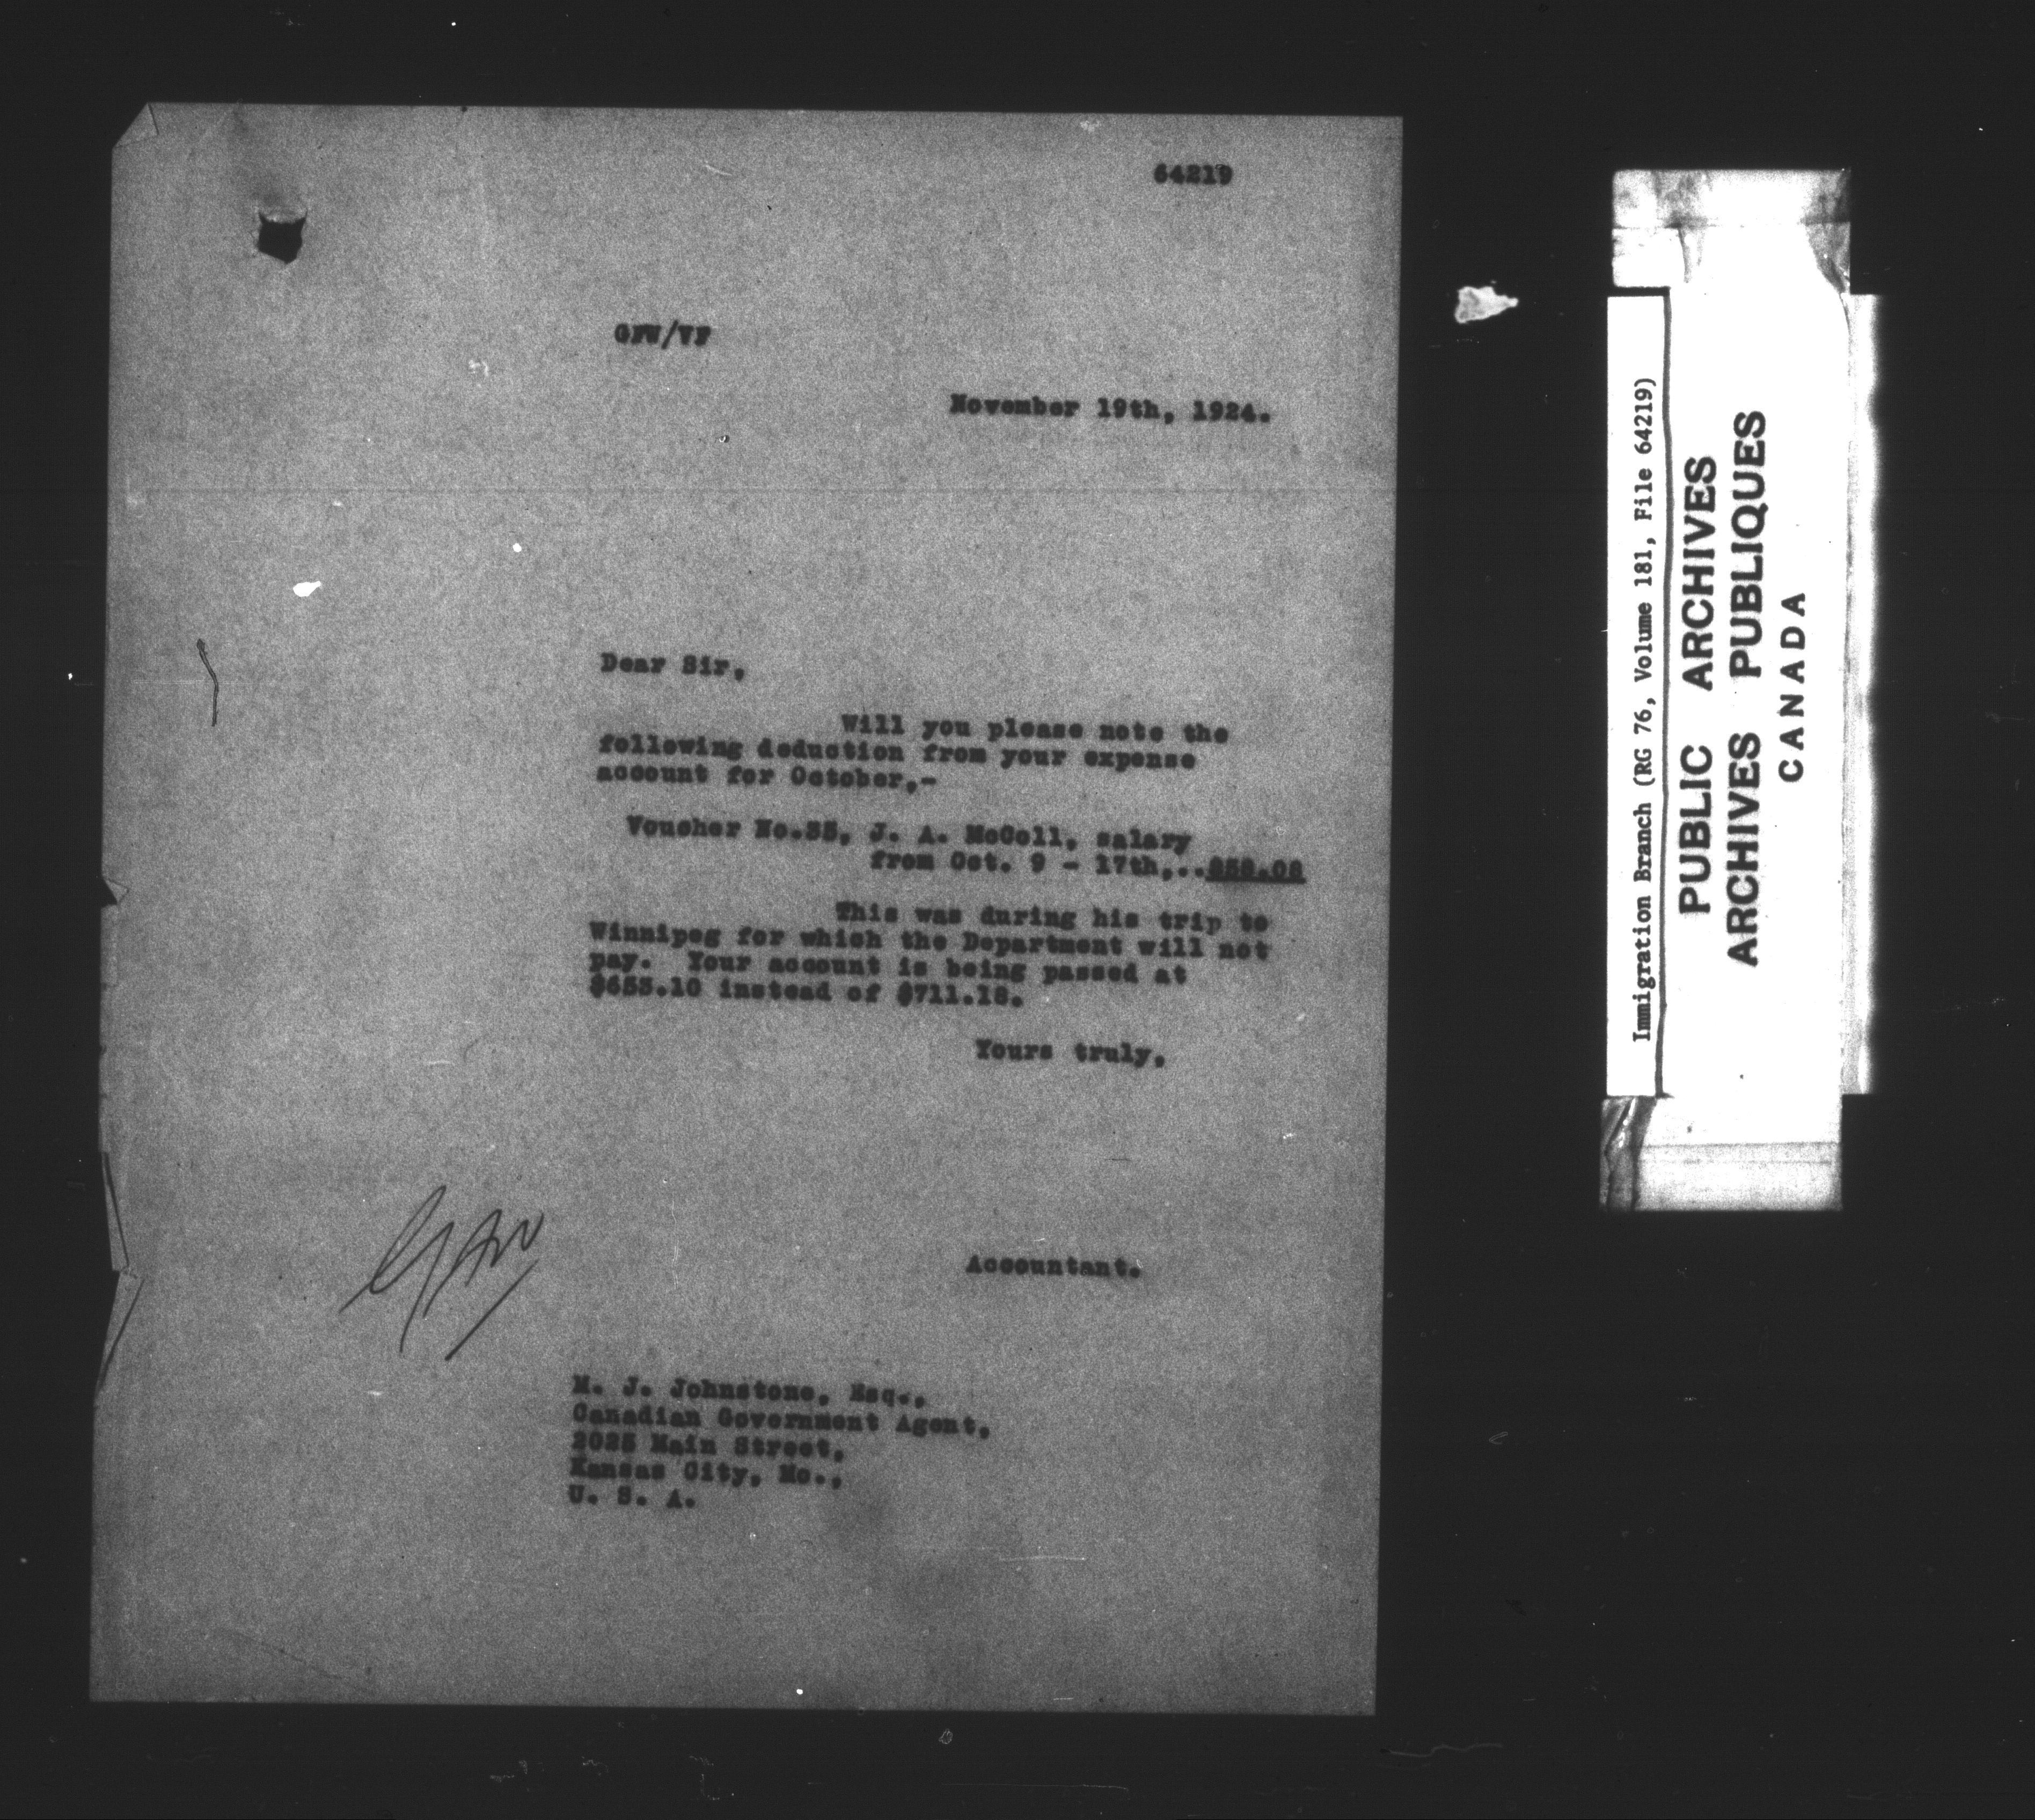 64219
GFW/VF
November 19th, 1924.
Dear Sir,
Will you please note the
following deduction from your expense
account for October,-
Voucher No.35, J. A. McColl, salary
from Oct. 9 - 17th,..$58.08
This was during his trip to
Winnipeg for which the Department will not
pay. Your account is being passed at
$653.10 instead of $711.18.
Yours truly,
Accountant.
M. J. Johnstone, Esq.,
Canadian Government Agent,
2025 Main Street,
Kansas City, Mo.,
U. S. A.
Immigration Branch (RG 76, Volume 181, File 64219)
PUBLIC ARCHIVES
ARCHIVES PUBLIQUES
CANADA